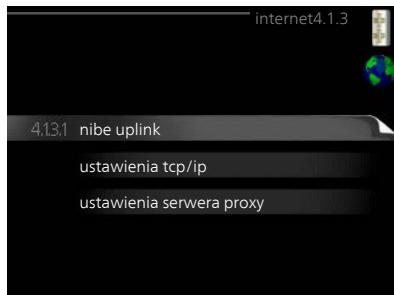 internet4.1.3
4.1.3.1 nibe uplink
ustawienia tcp/ip
ustawienia serwera proxy